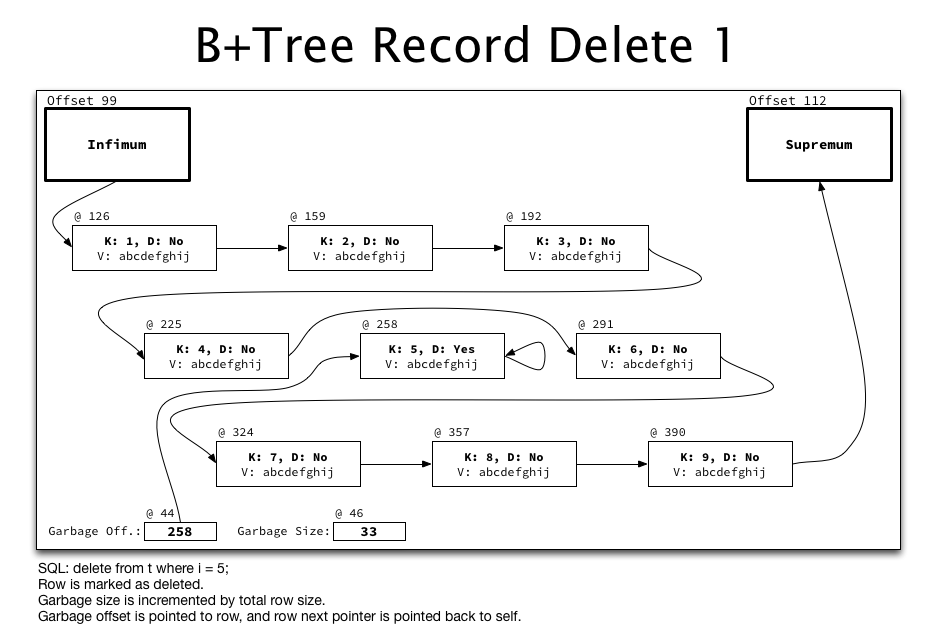 B+Tree Record Delete 1
Offset 99
Offset 112
Infimum
Supremum
@ 126
@ 159
@ 192
K: 1, D: No
V: abcdefghij
K: 2, D: No
V: abcdefghij
K: 3, D: No
V: abcdefghij
@ 225
@ 258
@ 291
K: 4, D: No
V: abcdefghij
K: 5, D: Yes
V: abcdefghij
K: 6, D: No
V: abcdefghij
@ 324
@ 357
@ 390
K: 7, D: No
V: abcdefghij
K: 8, D: No
V: abcdefghij
K: 9, D: No
V: abcdefghij
@ 44
@ 46
Garbage Off.: 258
Garbage Size: 33
SQL: delete from t where i = 5;
Row is marked as deleted.
Garbage size is incremented by total row size.
Garbage offset is pointed to row, and row next pointer is pointed back to self.